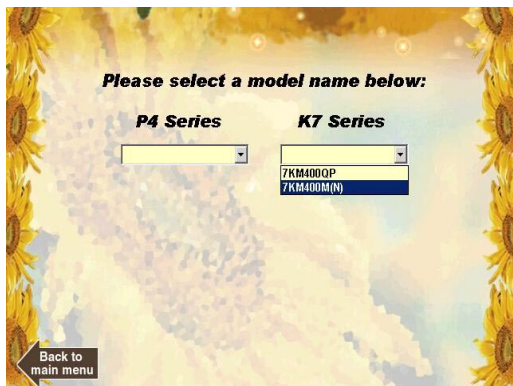 Please select a model name below:
P4 Series
K7 Series
7KM400QP
7KM400M(N)
Back to
main menu